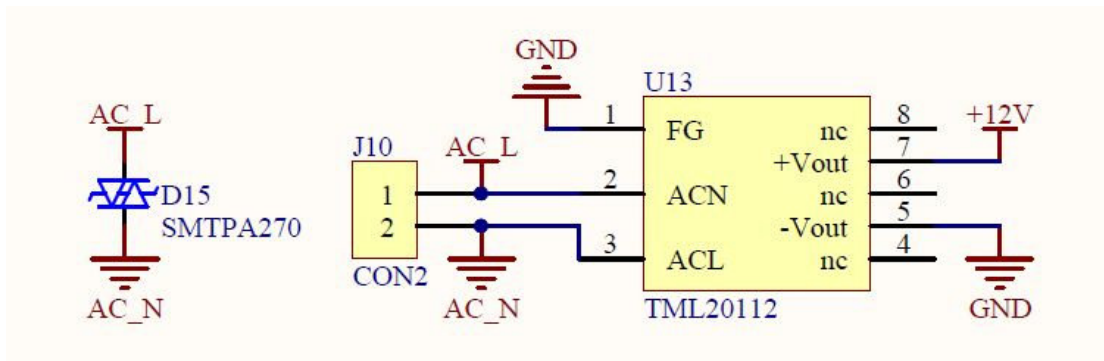 AC_L
D15
SMTPA270
AC_N
J10
1
2
CON2
AC_L
AC_N
GND
U13
1 FG
2 ACN
3 ACL
nc 8
+Vout 7
nc 6
-Vout 5
nc 4
TML20112
+12V
GND